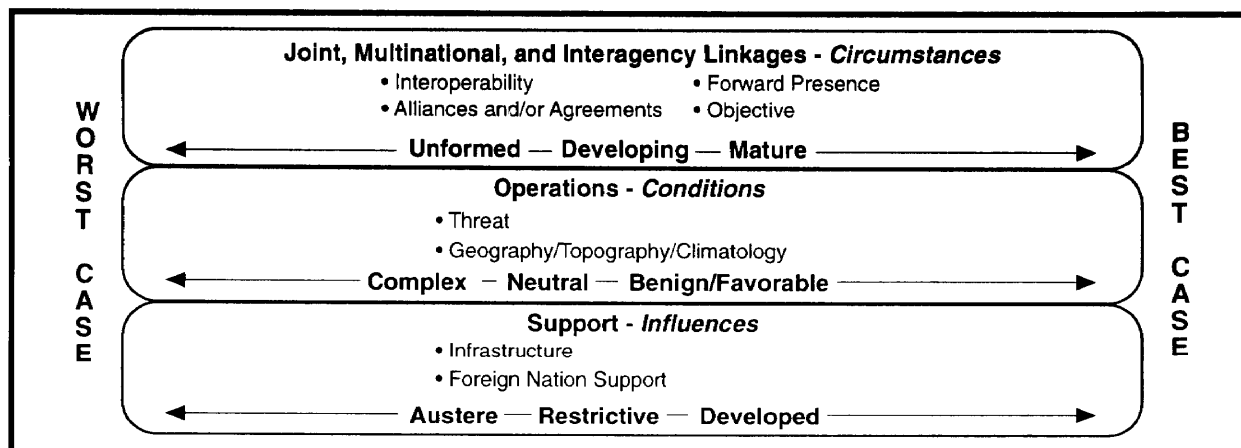 WORST CASE
Joint, Multinational, and Interagency Linkages - Circumstances
• Interoperability • Forward Presence
• Alliances and/or Agreements • Objective
Unformed — Developing — Mature
Operations - Conditions
• Threat
• Geography/Topography/Climatology
Complex — Neutral — Benign/Favorable
Support - Influences
• Infrastructure
• Foreign Nation Support
Austere — Restrictive — Developed
BEST CASE